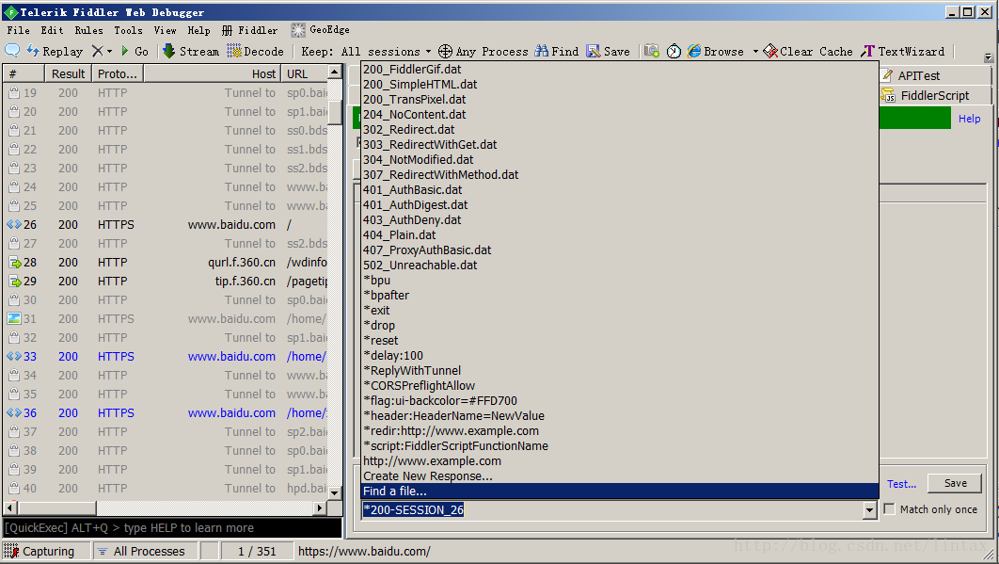 Telerik Fiddler Web Debugger
File Edit Rules Tools View Help Fiddler GeoEdge
Replay Go Stream Decode Keep: All sessions Any Process Find Save Browse Clear Cache TextWizard
# Result Proto... Host URL
19 200 HTTP Tunnel to sp0.bai
20 200 HTTP Tunnel to sp1.bai
21 200 HTTP Tunnel to ss0.bds
22 200 HTTP Tunnel to ss1.bds
23 200 HTTP Tunnel to ss2.bds
24 200 HTTP Tunnel to www.b
25 200 HTTP Tunnel to www.b
26 200 HTTPS www.baidu.com /
27 200 HTTP Tunnel to ss2.bds
28 200 HTTP qurl.f.360.cn /wdinfo
29 200 HTTP tip.f.360.cn /pagetip
30 200 HTTP Tunnel to sp0.bai
31 200 HTTPS www.baidu.com /home/
32 200 HTTP Tunnel to sp1.bai
33 200 HTTPS www.baidu.com /home/
34 200 HTTP Tunnel to www.b
35 200 HTTP Tunnel to www.b
36 200 HTTPS www.baidu.com /home/
37 200 HTTP Tunnel to sp2.bai
38 200 HTTP Tunnel to sp0.bai
39 200 HTTP Tunnel to sp1.bai
40 200 HTTP Tunnel to hpd.bai
[QuickExec] ALT+Q > type HELP to learn more
Capturing All Processes 1 / 351 https://www.baidu.com/
200_FiddlerGif.dat
200_SimpleHTML.dat
200_TransPixel.dat
204_NoContent.dat
302_Redirect.dat
303_RedirectWithGet.dat
304_NotModified.dat
307_RedirectWithMethod.dat
401_AuthBasic.dat
401_AuthDigest.dat
403_AuthDeny.dat
404_Plain.dat
407_ProxyAuthBasic.dat
502_Unreachable.dat
*bpu
*bpafter
*exit
*drop
*reset
*delay:100
*ReplyWithTunnel
*CORSPreflightAllow
*flag:ui-backcolor=#FFD700
*header:HeaderName=NewValue
*redir:http://www.example.com
*script:FiddlerScriptFunctionName
http://www.example.com
Create New Response...
Find a file...
*200-SESSION_26
APITest
FiddlerScript
Help
Test... Save
Match only once
http://blog.csdn.net/lintax